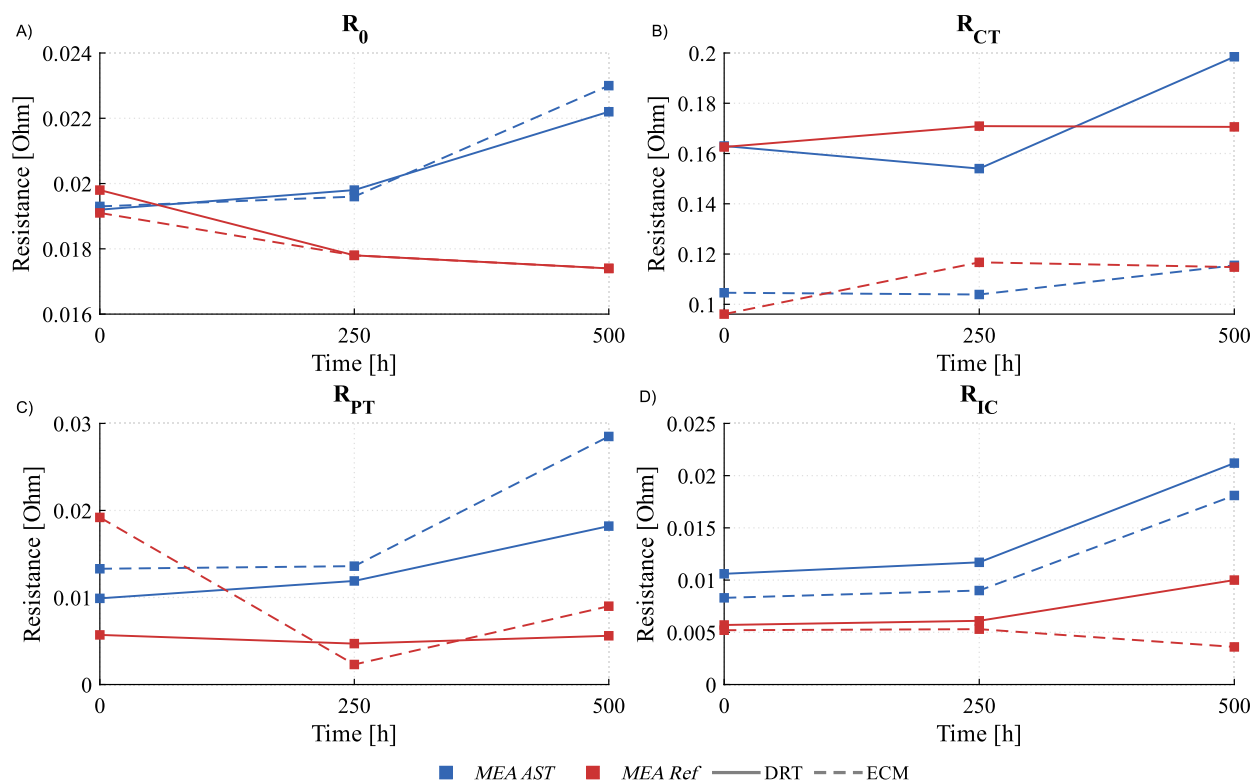 A)
R0
0.024
0.022
0.02
0.018
0.016
Resistance [Ohm]
0
250
500
Time [h]
B)
RCT
0.2
0.18
0.16
0.14
0.12
0.1
Resistance [Ohm]
0
250
500
Time [h]
C)
RPT
0.03
0.02
0.01
0
Resistance [Ohm]
0
250
500
Time [h]
D)
RIC
0.025
0.02
0.015
0.01
0.005
0
Resistance [Ohm]
0
250
500
Time [h]
MEA AST MEA Ref DRT ECM